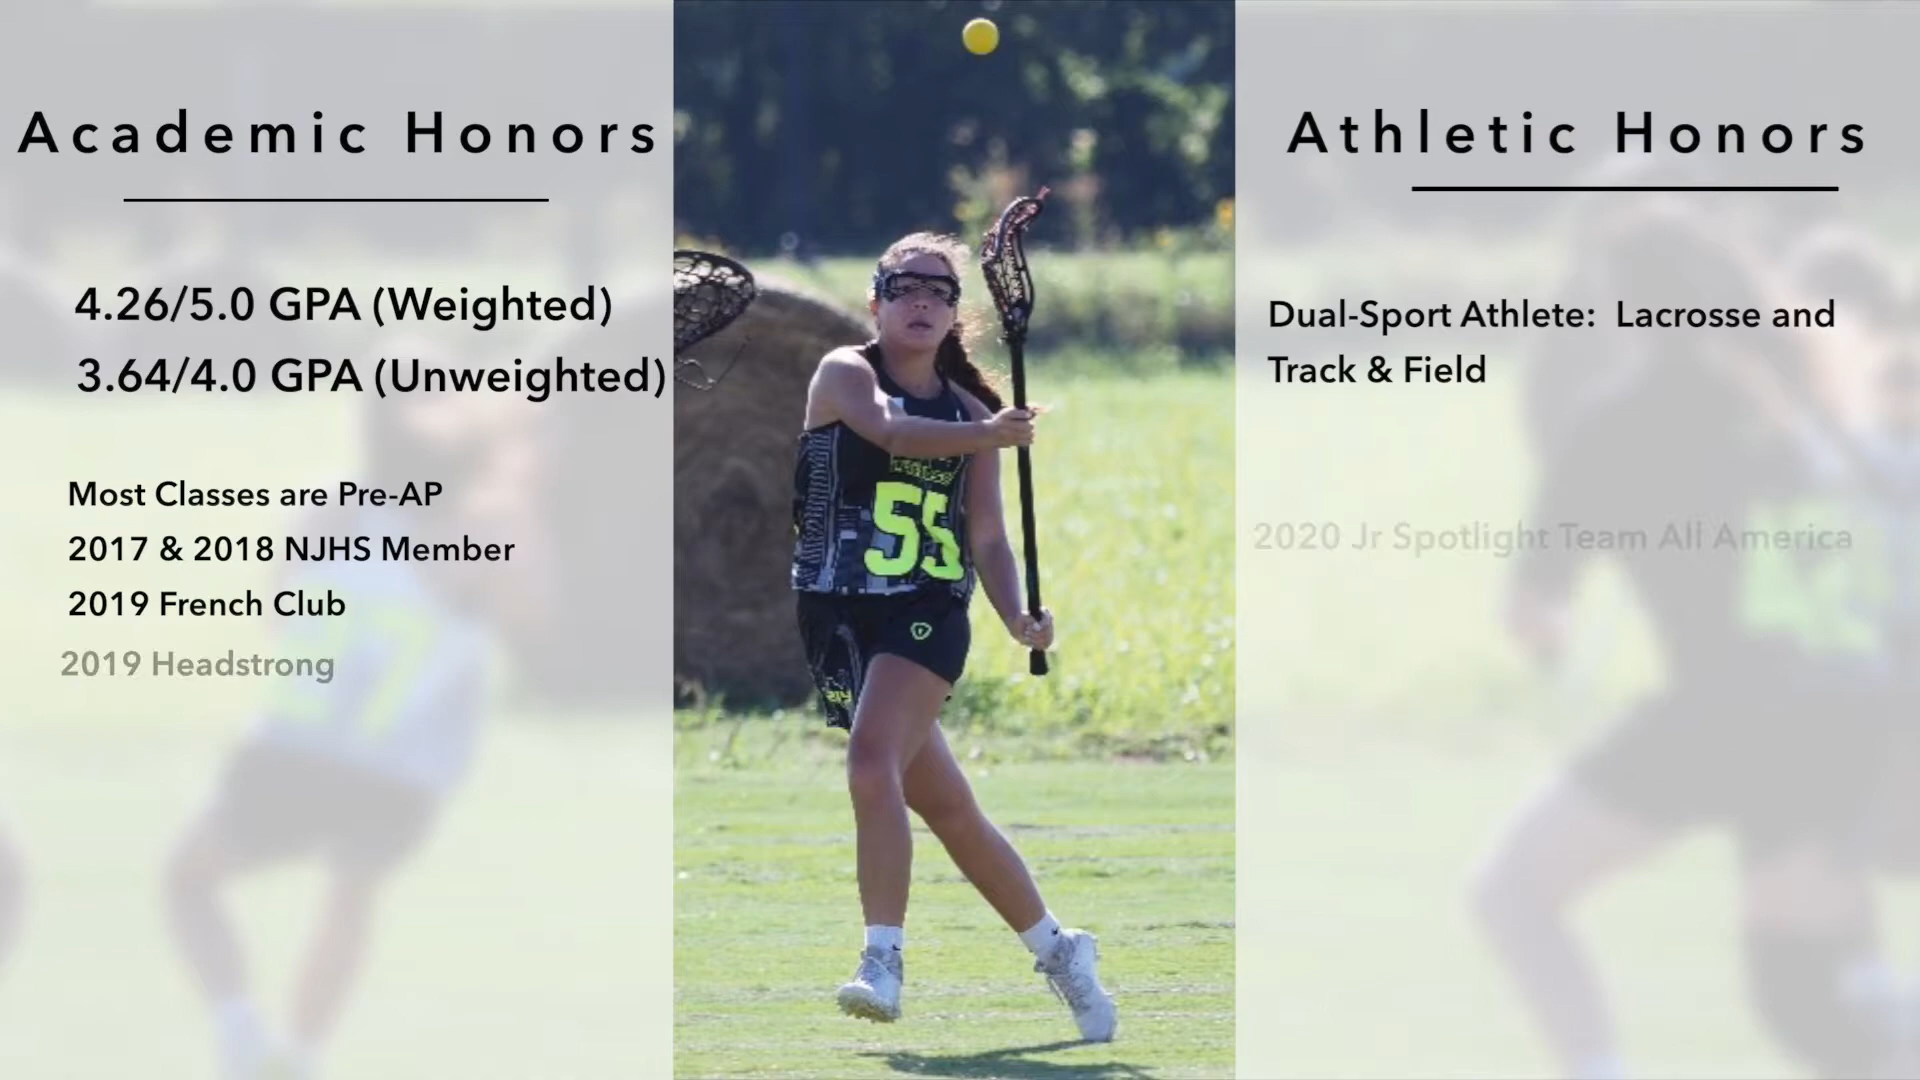 Academic Honors
4.26/5.0 GPA (Weighted)
3.64/4.0 GPA (Unweighted)
Most Classes are Pre-AP
2017 & 2018 NJHS Member
2019 French Club
2019 Headstrong
55
Athletic Honors
Dual-Sport Athlete: Lacrosse and
Track & Field
2020 Jr Spotlight Team All America